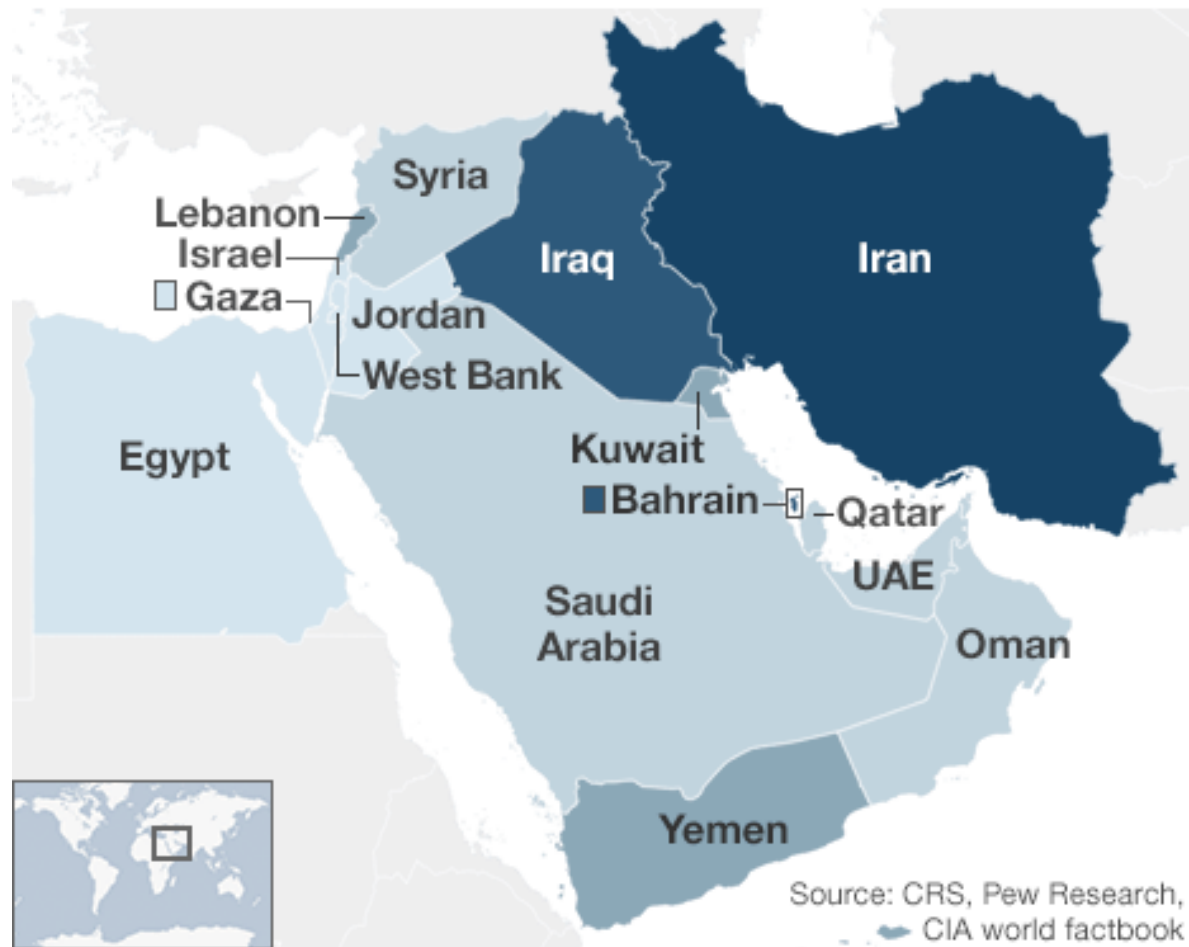 Syria
Lebanon
Israel
Iraq
Iran
Gaza
Jordan
West Bank
Egypt
Kuwait
Bahrain
Qatar
UAE
Saudi
Arabia
Oman
Yemen
Source: CRS, Pew Research,
CIA world factbook